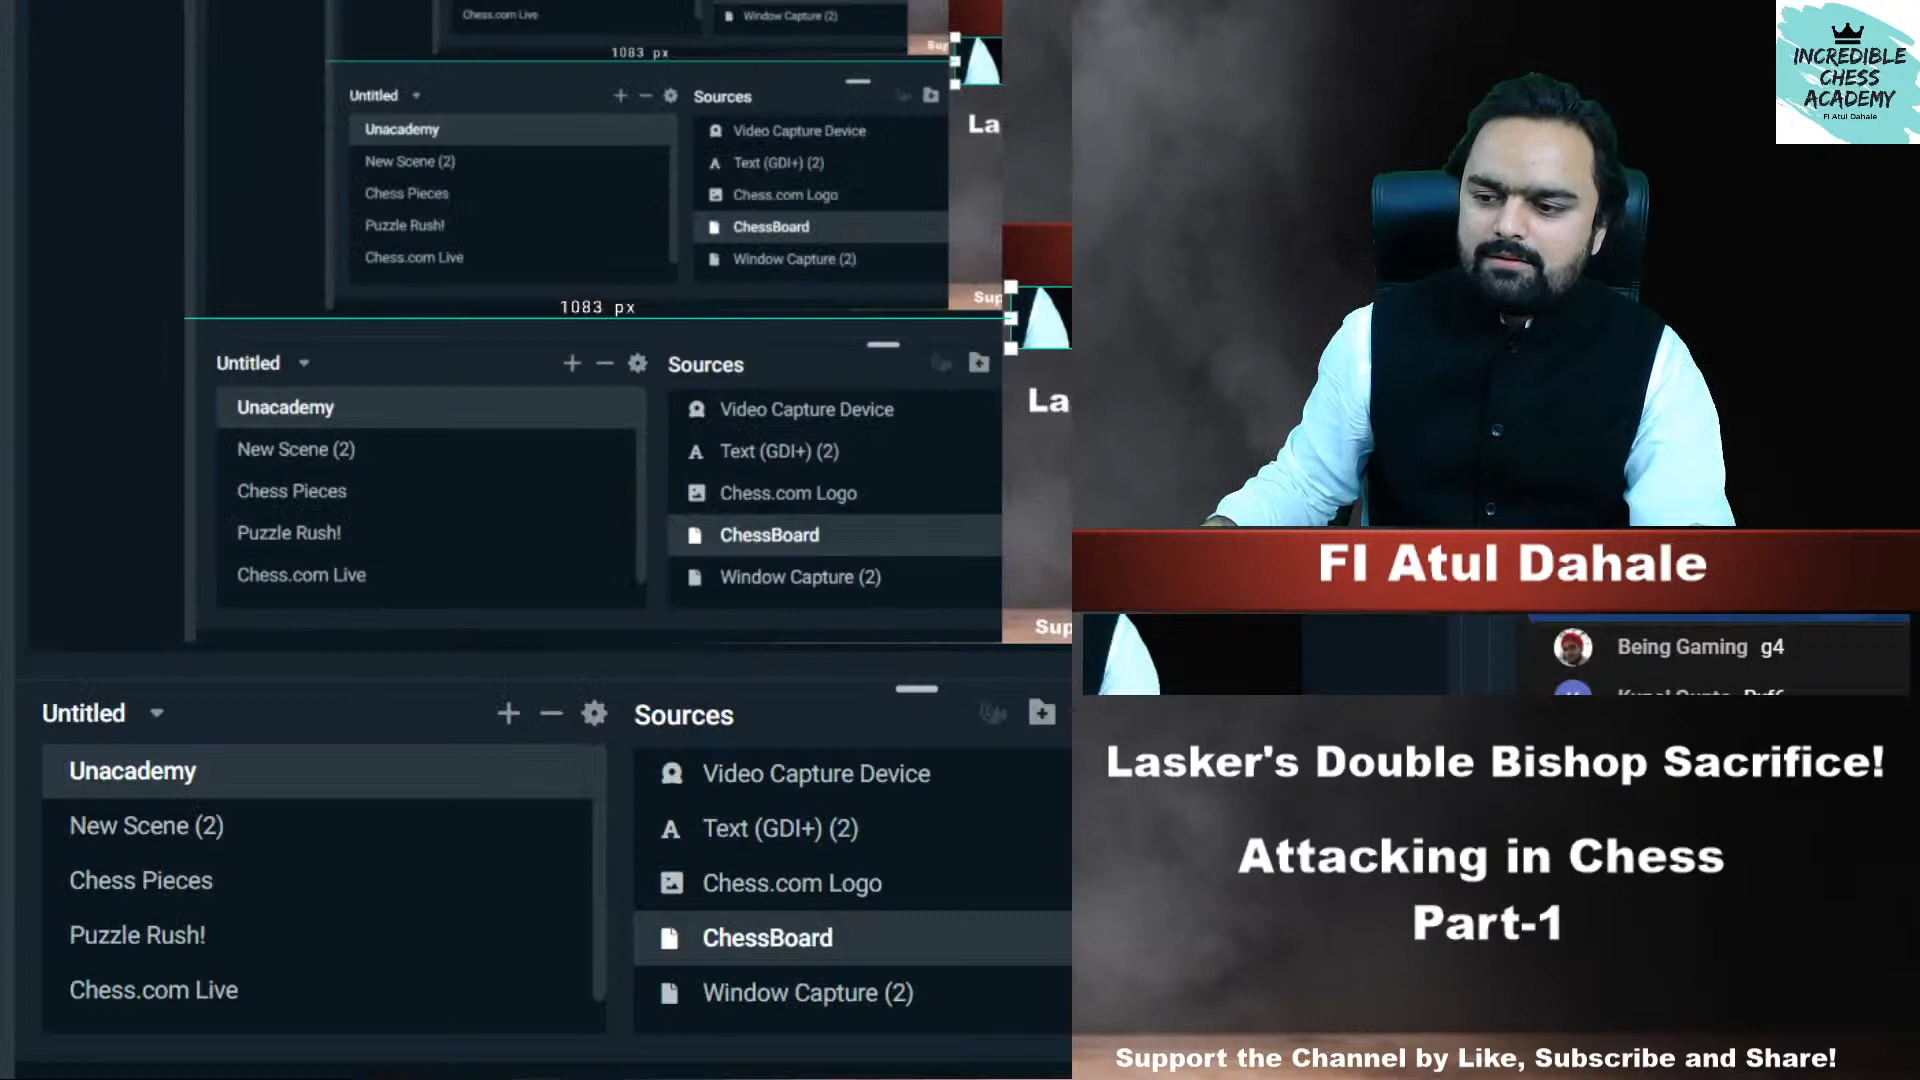 Chess.com Live
Window Capture (2)
Sup
1083 px
Untitled
Sources
Unacademy
New Scene (2)
Chess Pieces
Puzzle Rush!
Chess.com Live
Video Capture Device
Text (GDI+) (2)
Chess.com Logo
ChessBoard
Window Capture (2)
La
Sup
1083 px
Untitled
Sources
Unacademy
New Scene (2)
Chess Pieces
Puzzle Rush!
Chess.com Live
Video Capture Device
Text (GDI+) (2)
Chess.com Logo
ChessBoard
Window Capture (2)
La
Sup
Untitled
Sources
Unacademy
New Scene (2)
Chess Pieces
Puzzle Rush!
Chess.com Live
Video Capture Device
Text (GDI+) (2)
Chess.com Logo
ChessBoard
Window Capture (2)
INCREDIBLE
CHESS
ACADEMY
FI Atul Dahale
FI Atul Dahale
Being Gaming g4
Lasker's Double Bishop Sacrifice!
Attacking in Chess
Part-1
Support the Channel by Like, Subscribe and Share!